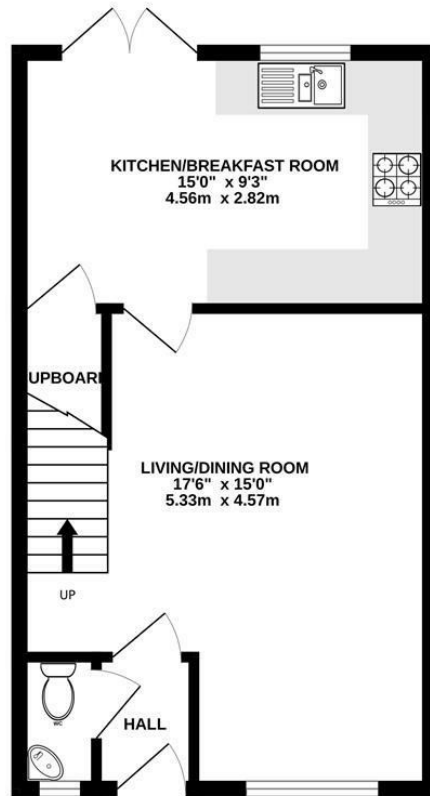 KITCHEN/BREAKFAST ROOM
15'0" x 9'3"
4.56m x 2.82m
UPBOAR
LIVING/DINING ROOM
17'6" x 15'0"
5.33m x 4.57m
UP
WC
HALL